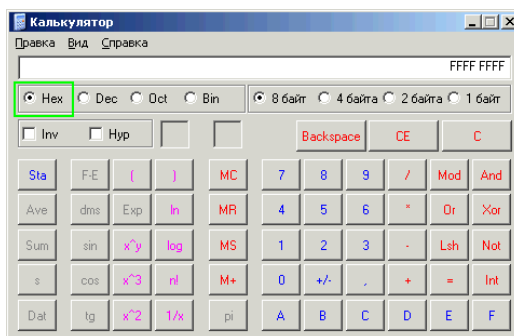 Калькулятор
Правка Вид Справка
FFFF FFFF
Hex Dec Oct Bin 8 байт 4 байта 2 байта 1 байт
Inv Hyp Backspace CE C
Sta F-E ( ) MC 7 8 9 / Mod And
Ave dms Exp ln MR 4 5 6 * Or Xor
Sum sin x^y log MS 1 2 3 - Lsh Not
s cos x^3 n! M+ 0 +/- , + = Int
Dat tg x^2 1/x pi A B C D E F